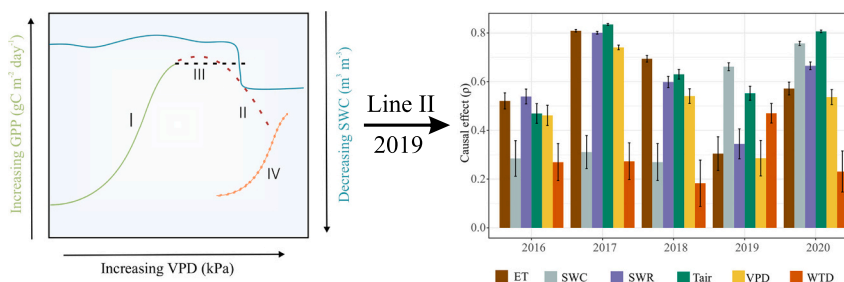 Increasing GPP (gC m⁻² day⁻¹)
I
III
II
IV
Decreasing SWC (m³ m⁻³)
Increasing VPD (kPa)
Line II
2019
Causal effect (ρ)
0.8
0.6
0.4
0.2
0.0
2016 2017 2018 2019 2020
ET SWC SWR Tair VPD WTD